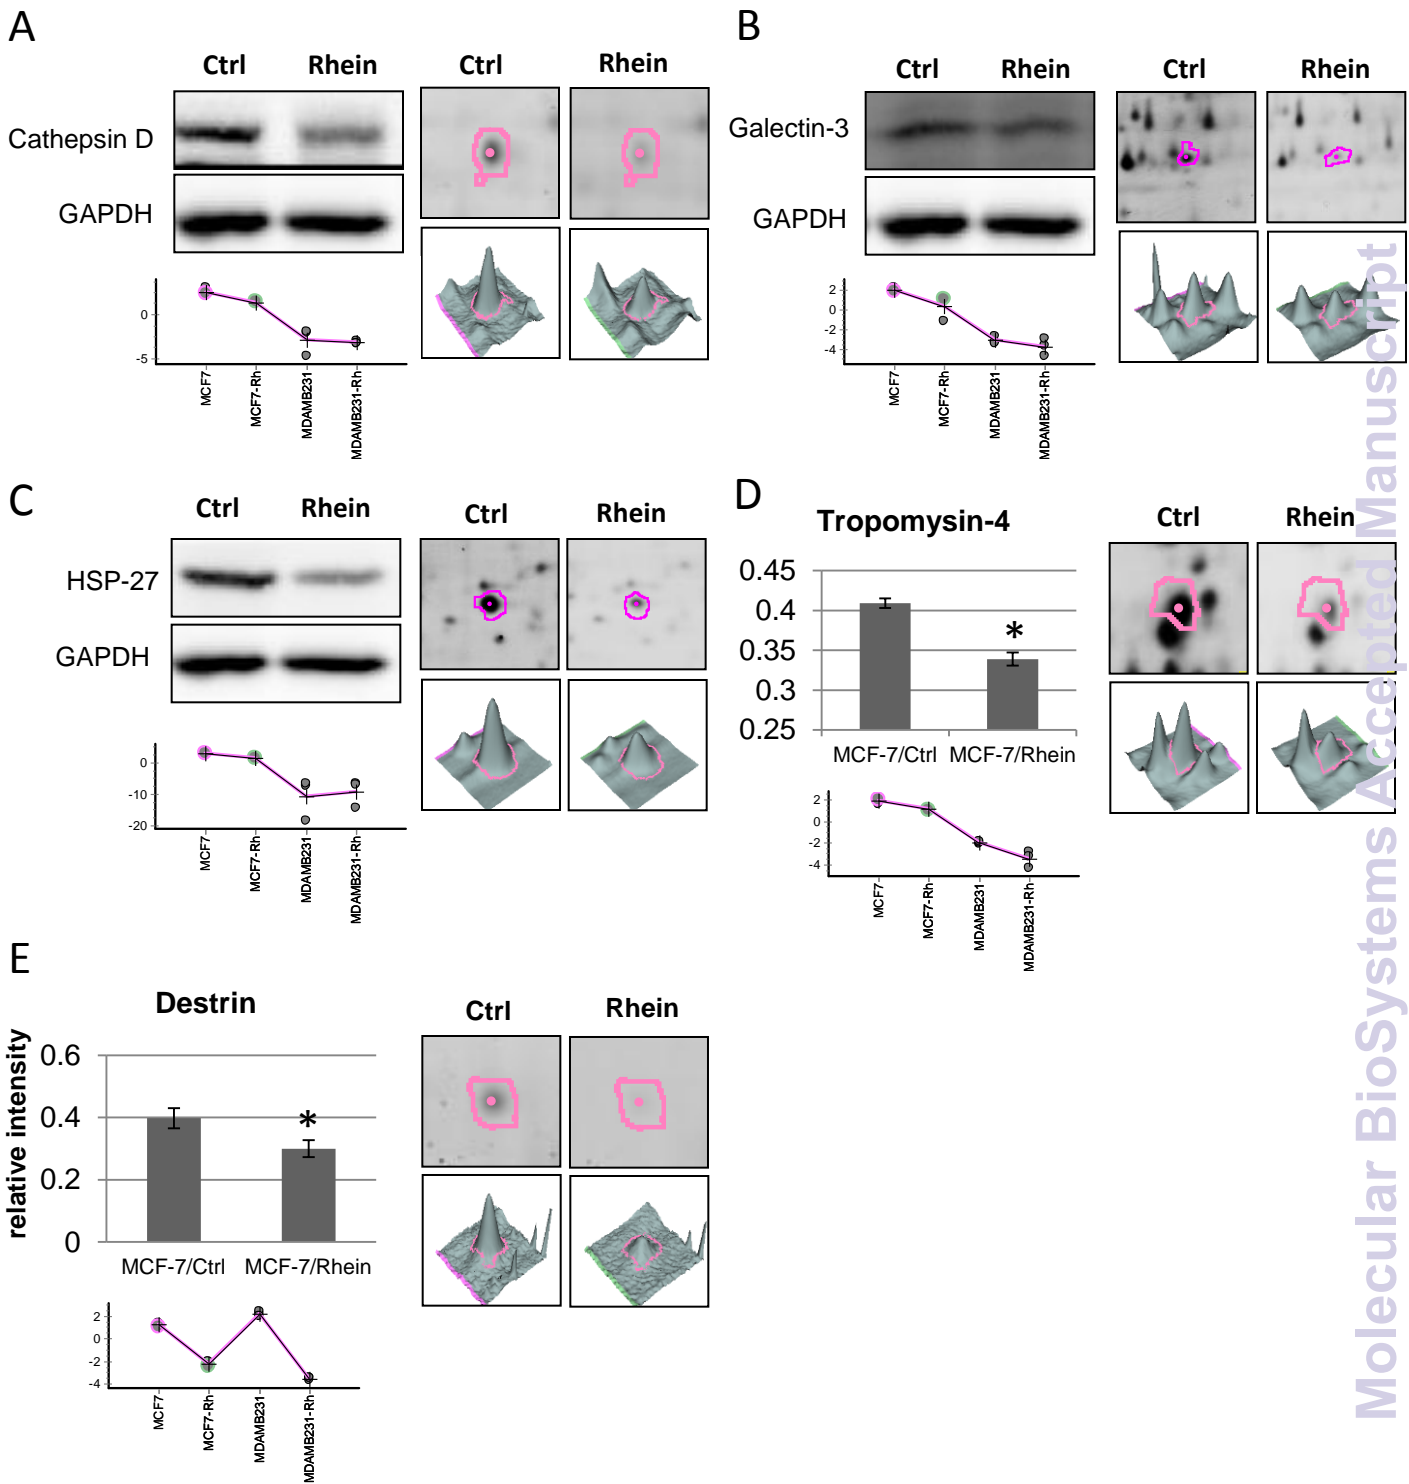 A
Ctrl Rhein Ctrl Rhein
Cathepsin D
GAPDH
0
-5
MCF7
MCF7-Rh
MDAMB231
MDAMB231-Rh
B
Ctrl Rhein Ctrl Rhein
Galectin-3
GAPDH
2
0
-2
-4
MCF7
MCF7-Rh
MDAMB231
MDAMB231-Rh
C
Ctrl Rhein Ctrl Rhein
HSP-27
GAPDH
0
-10
-20
MCF7
MCF7-Rh
MDAMB231
MDAMB231-Rh
D
Tropomysin-4
Ctrl Rhein
0.45
0.4
0.35
0.3
0.25
*
MCF-7/Ctrl MCF-7/Rhein
2
0
-2
-4
MCF7
MCF7-Rh
MDAMB231
MDAMB231-Rh
E
Destrin
Ctrl Rhein
relative intensity
0.6
0.4
0.2
0
*
MCF-7/Ctrl MCF-7/Rhein
2
0
-2
-4
MCF7
MCF7-Rh
MDAMB231
MDAMB231-Rh
Molecular BioSystems Accepted Manuscript